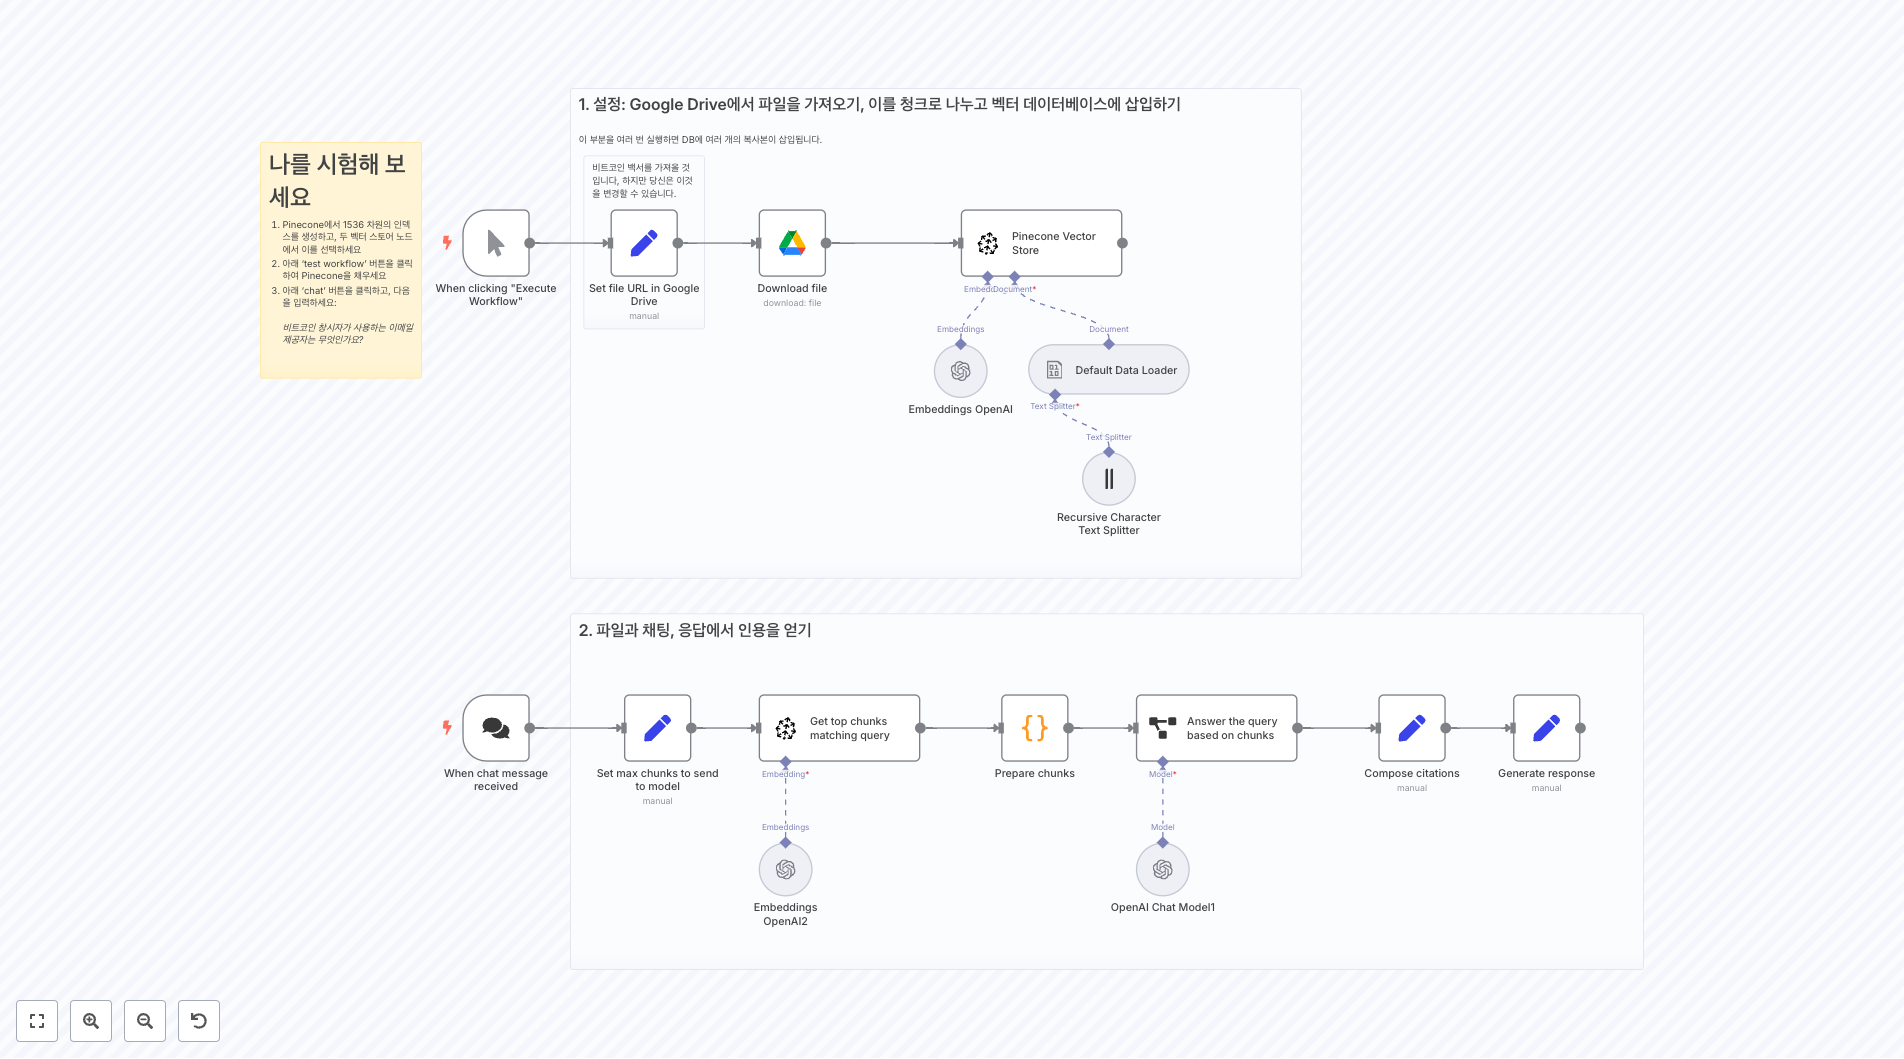 나를 시험해 보
세요
1. Pinecone에서 1536 차원의 인덱
스를 생성하고, 두 벡터 스토어 노드
에서 이를 선택하세요
2. 아래 ‘test workflow’ 버튼을 클릭
하여 Pinecone을 채우세요
3. 아래 ‘chat’ 버튼을 클릭하고, 다음
을 입력하세요:
비트코인 창시자가 사용하는 이메일
제공자는 무엇인가요?
1. 설정: Google Drive에서 파일을 가져오기, 이를 청크로 나누고 벡터 데이터베이스에 삽입하기
이 부분을 여러 번 실행하면 DB에 여러 개의 복사본이 삽입됩니다.
비트코인 백서를 가져올 것
입니다, 하지만 당신은 이것
을 변경할 수 있습니다.
When clicking "Execute
Workflow"
Set file URL in Google
Drive
manual
Download file
download: file
Pinecone Vector
Store
Embedd
Document*
Embeddings
Document
Embeddings OpenAI
Default Data Loader
Text Splitter*
Text Splitter
Recursive Character
Text Splitter
2. 파일과 채팅, 응답에서 인용을 얻기
When chat message
received
Set max chunks to send
to model
manual
Get top chunks
matching query
Embedding*
Embeddings
Embeddings
OpenAI2
Prepare chunks
Answer the query
based on chunks
Model*
Model
OpenAI Chat Model1
Compose citations
manual
Generate response
manual